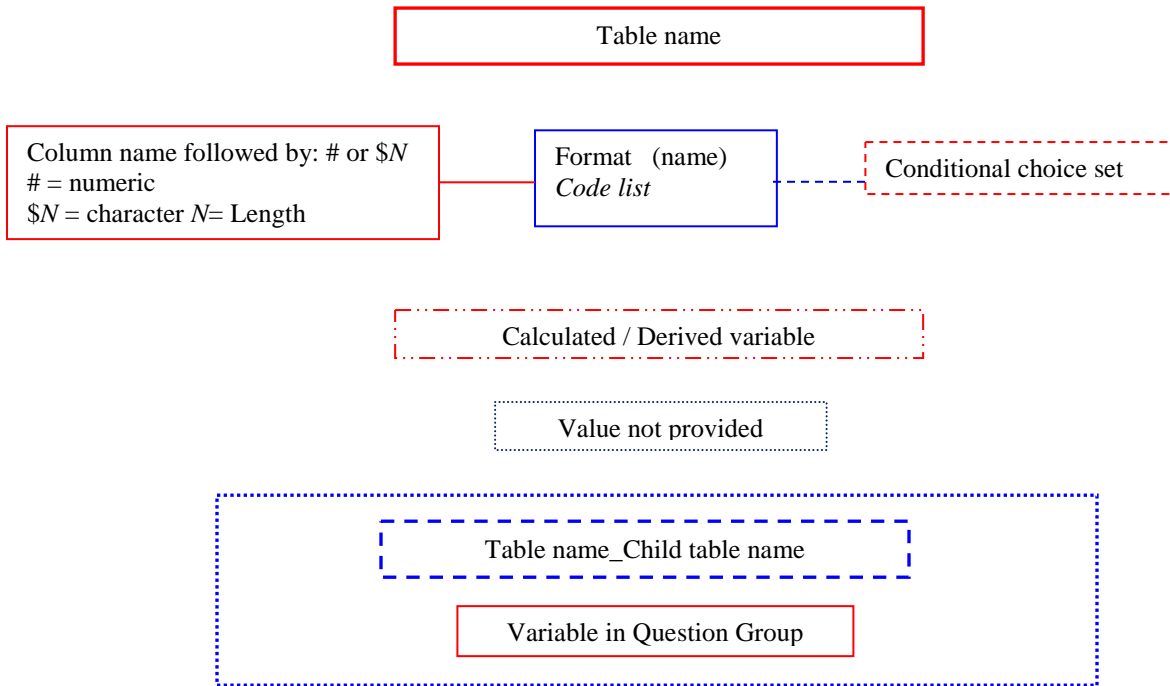 Table name
Column name followed by: # or $N
# = numeric
$N = character N= Length
Format (name)
Code list
Conditional choice set
Calculated / Derived variable
Value not provided
Table name_Child table name
Variable in Question Group